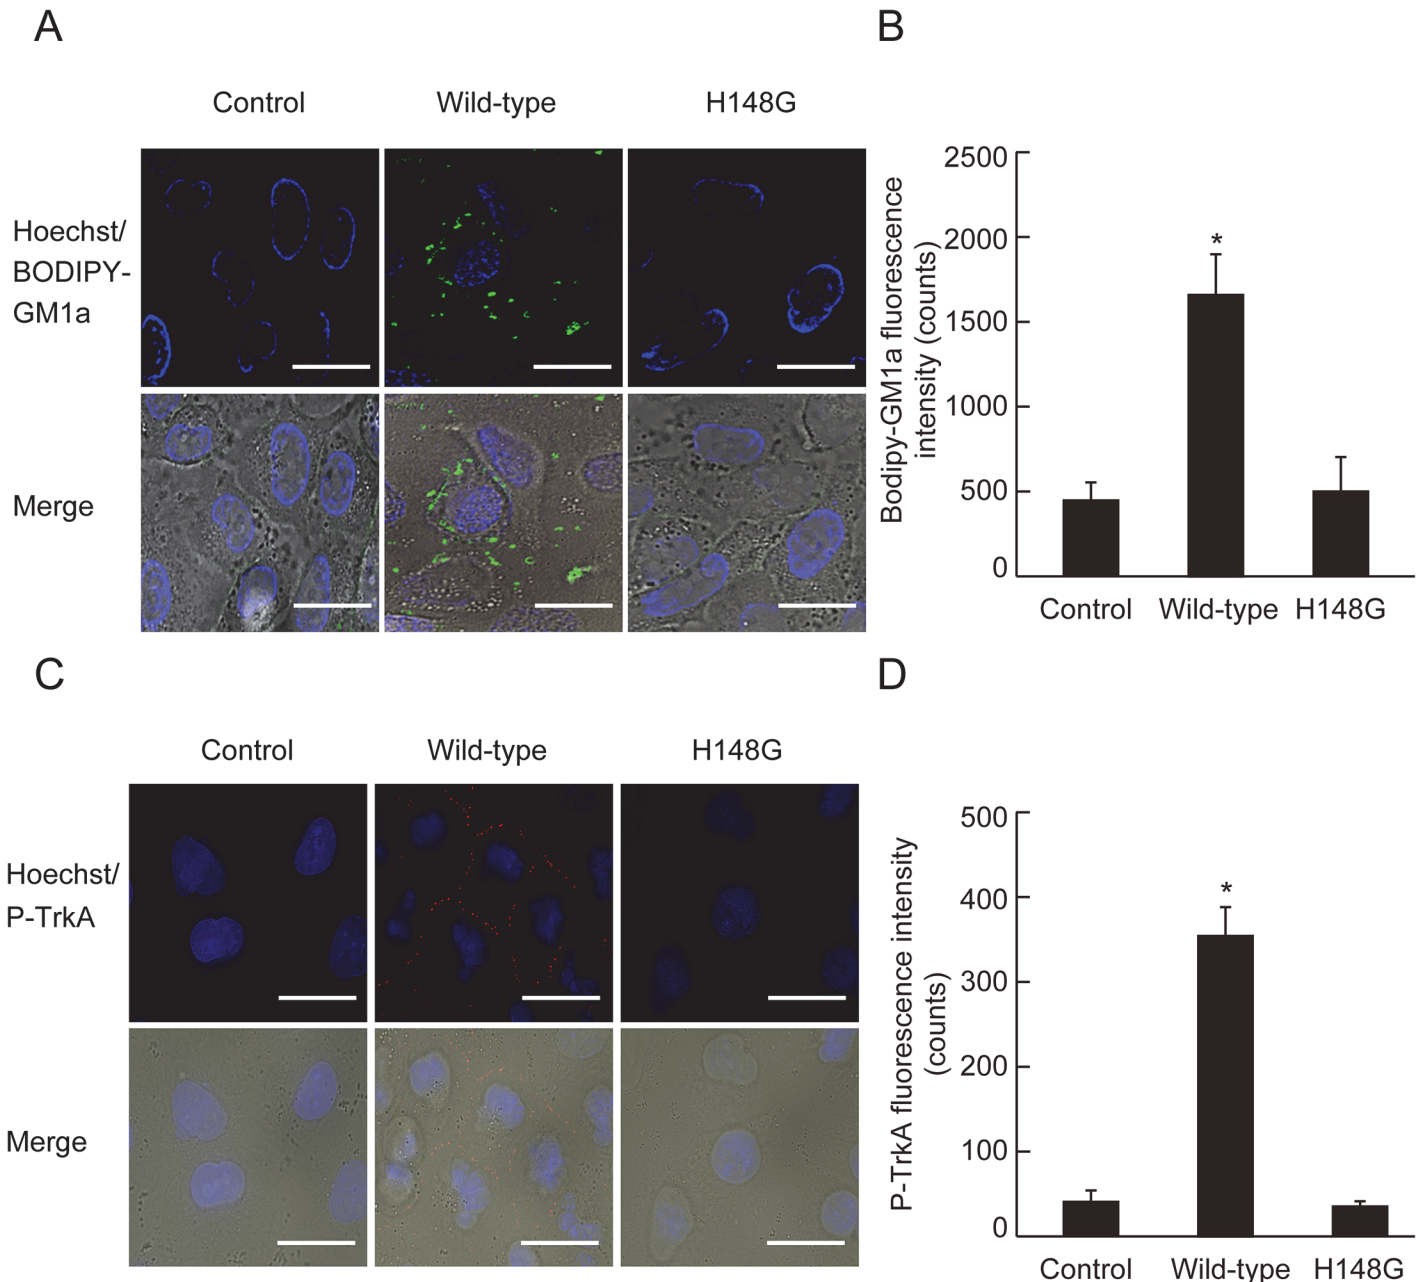 A
Control
Wild-type
H148G
Hoechst/
BODIPY-
GM1a
Merge
B
Bodipy-GM1a fluorescence
intensity (counts)
2500
2000
1500
1000
500
0
*
Control
Wild-type
H148G
C
Control
Wild-type
H148G
Hoechst/
P-TrkA
Merge
D
P-TrkA fluorescence intensity
(counts)
500
400
300
200
100
0
*
Control
Wild-type
H148G